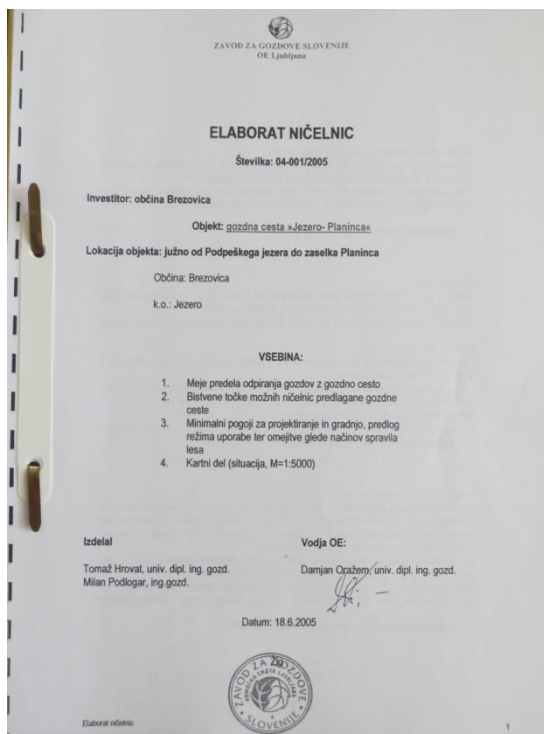 ZAVOD ZA GOZDOVE SLOVENIJE
OE Ljubljana
ELABORAT NIČELNIC
Številka: 04-001/2005
Investitor: občina Brezovica
Objekt: gozdna cesta »Jezero- Planinca«
Lokacija objekta: južno od Podpeškega jezera do zaselka Planinca
Občina: Brezovica
k.o.: Jezero
VSEBINA:
1. Meje predela odpiranja gozdov z gozdno cesto
2. Bistvene točke možnih ničelnic predlagane gozdne
ceste
3. Minimalni pogoji za projektiranje in gradnjo, predlog
režima uporabe ter omejitve glede načinov spravila
lesa
4. Kartni del (situacija, M=1:5000)
Izdelal
Vodja OE:
Tomaž Hrovat, univ. dipl. ing. gozd.
Milan Podlogar, ing.gozd.
Damjan Oražem, univ. dipl. ing. gozd.
Datum: 18.6.2005
Žig
ZAVOD ZA GOZDOVE
SLOVENIJE
Elaborat ničelnic
1